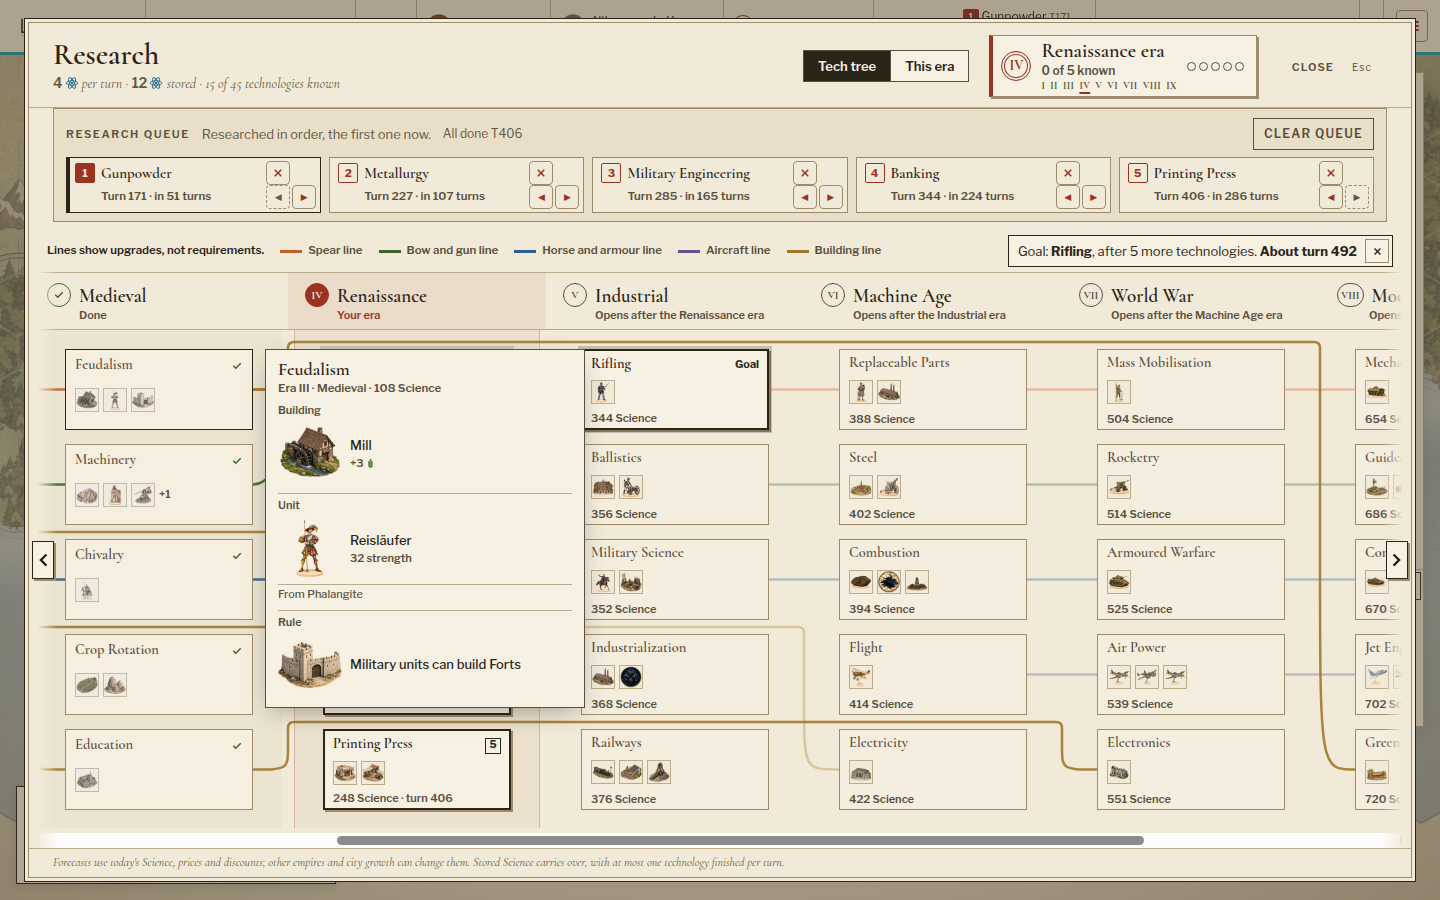 Gunpowder T171
Research
4 per turn · 12 stored · 15 of 45 technologies known
Tech tree
This era
IV
Renaissance era
0 of 5 known
I II III IV V VI VII VIII IX
CLOSE Esc
RESEARCH QUEUE Researched in order, the first one now. All done T406
CLEAR QUEUE
1 Gunpowder
Turn 171 · in 51 turns
2 Metallurgy
Turn 227 · in 107 turns
3 Military Engineering
Turn 285 · in 165 turns
4 Banking
Turn 344 · in 224 turns
5 Printing Press
Turn 406 · in 286 turns
Lines show upgrades, not requirements.
Spear line
Bow and gun line
Horse and armour line
Aircraft line
Building line
Goal: Rifling, after 5 more technologies. About turn 492
Medieval
Done
IV Renaissance
Your era
V Industrial
Opens after the Renaissance era
VI Machine Age
Opens after the Industrial era
VII World War
Opens after the Machine Age era
VIII
Feudalism
Machinery
+1
Chivalry
Crop Rotation
Education
Feudalism
Era III · Medieval · 108 Science
Building
Mill
+3
Unit
Reisläufer
32 strength
From Phalangite
Rule
Military units can build Forts
Printing Press 5
248 Science · turn 406
Rifling Goal
344 Science
Ballistics
356 Science
Military Science
352 Science
Industrialization
368 Science
Railways
376 Science
Replaceable Parts
388 Science
Steel
402 Science
Combustion
394 Science
Flight
414 Science
Electricity
422 Science
Mass Mobilisation
504 Science
Rocketry
514 Science
Armoured Warfare
525 Science
Air Power
539 Science
Electronics
551 Science
654
686
670
702
Green
720
Forecasts use today's Science, prices and discounts; other empires and city growth can change them. Stored Science carries over, with at most one technology finished per turn.